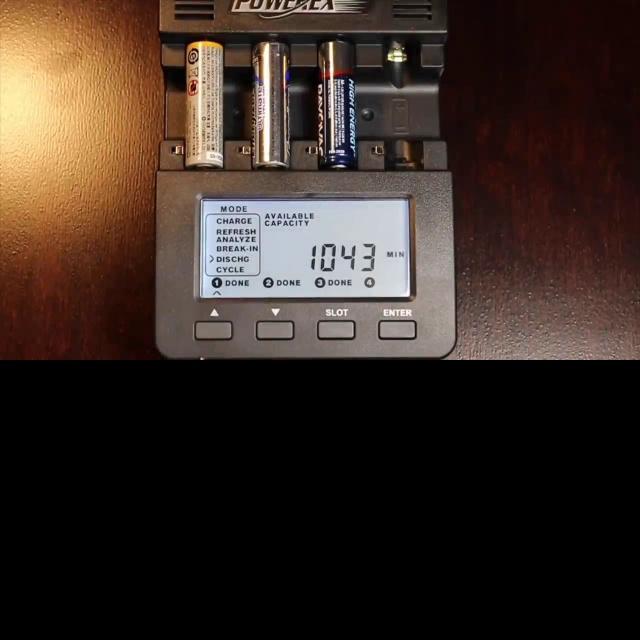 POWEREX
HIGH ENERGY
MODE
CHARGE
REFRESH
ANALYZE
BREAK-IN
> DISCHG
CYCLE
AVAILABLE
CAPACITY
1043 MIN
1 DONE 2 DONE 3 DONE 4
▲ ▼ SLOT ENTER